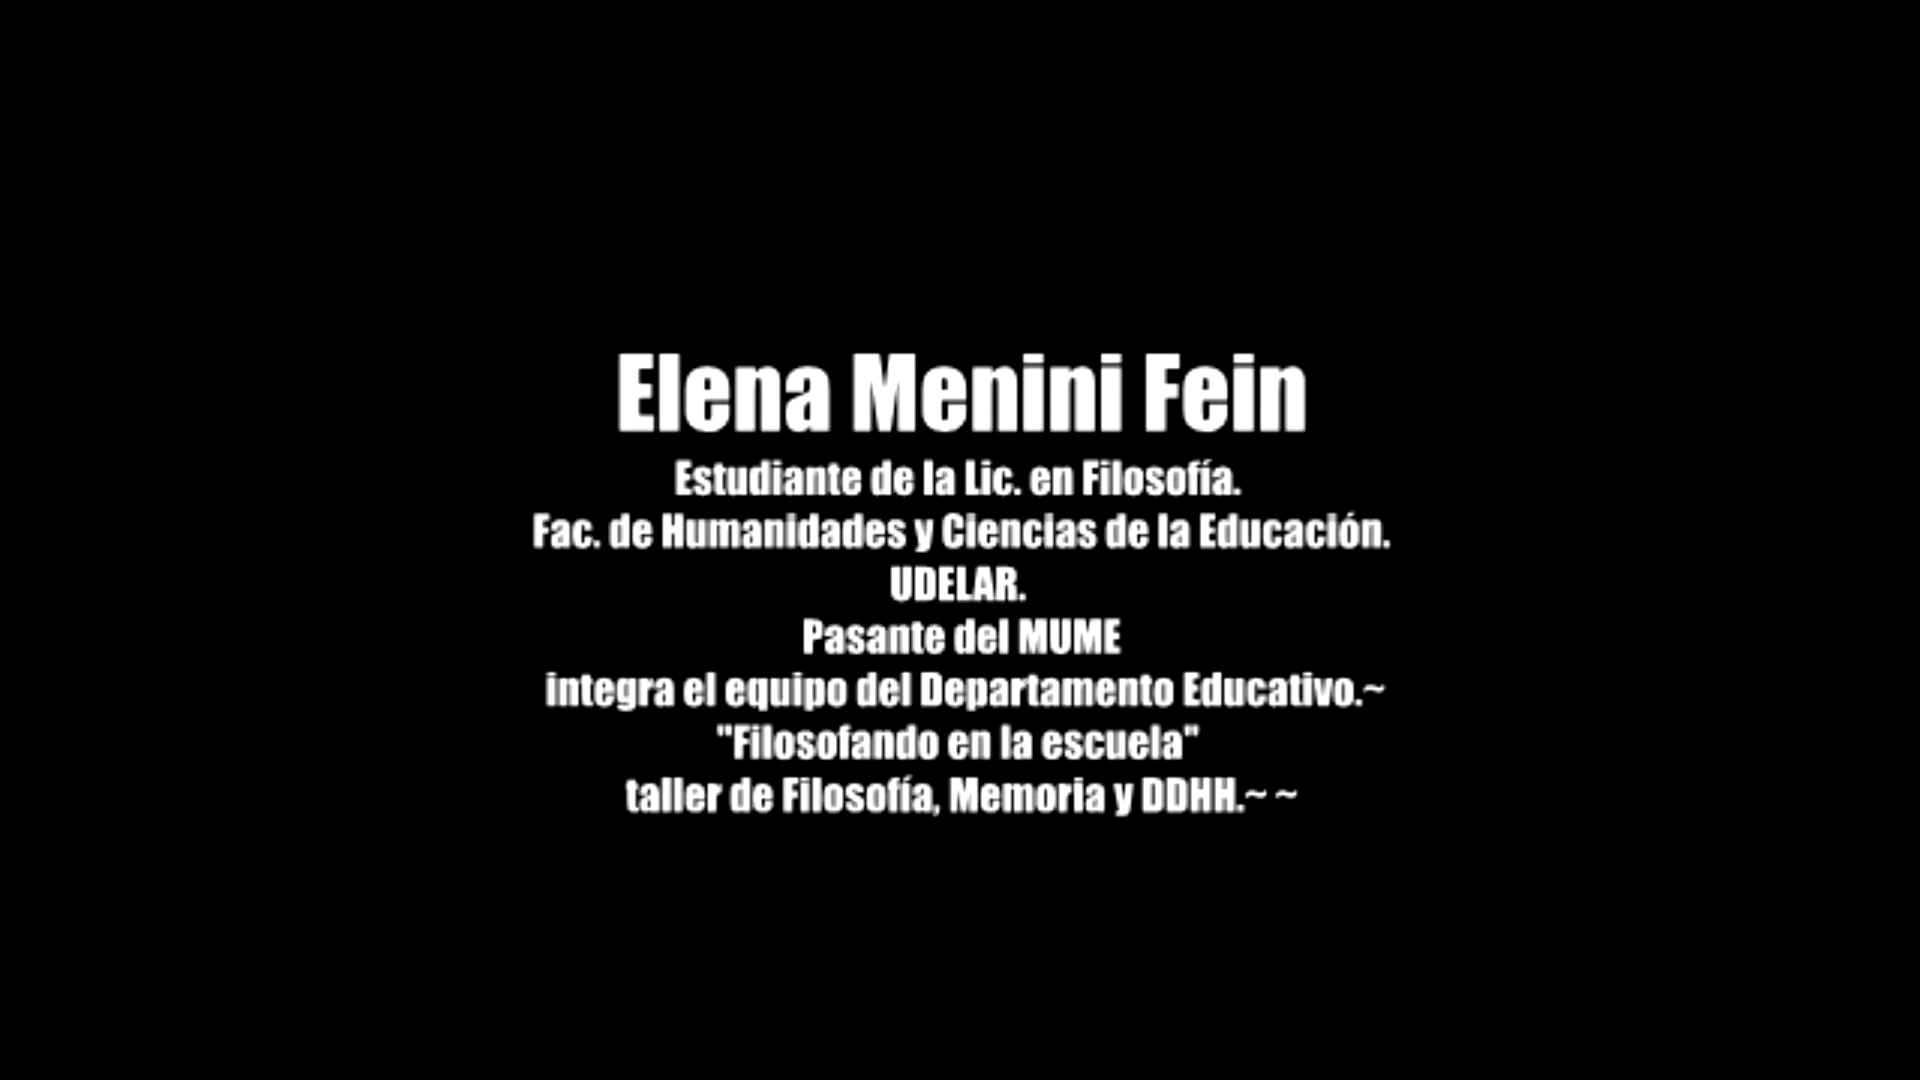 Elena Menini Fein
Estudiante de la Lic. en Filosofía.
Fac. de Humanidades y Ciencias de la Educación.
UDELAR.
Pasante del MUME
integra el equipo del Departamento Educativo.~
"Filosofando en la escuela"
taller de Filosofía, Memoria y DDHH.~ ~